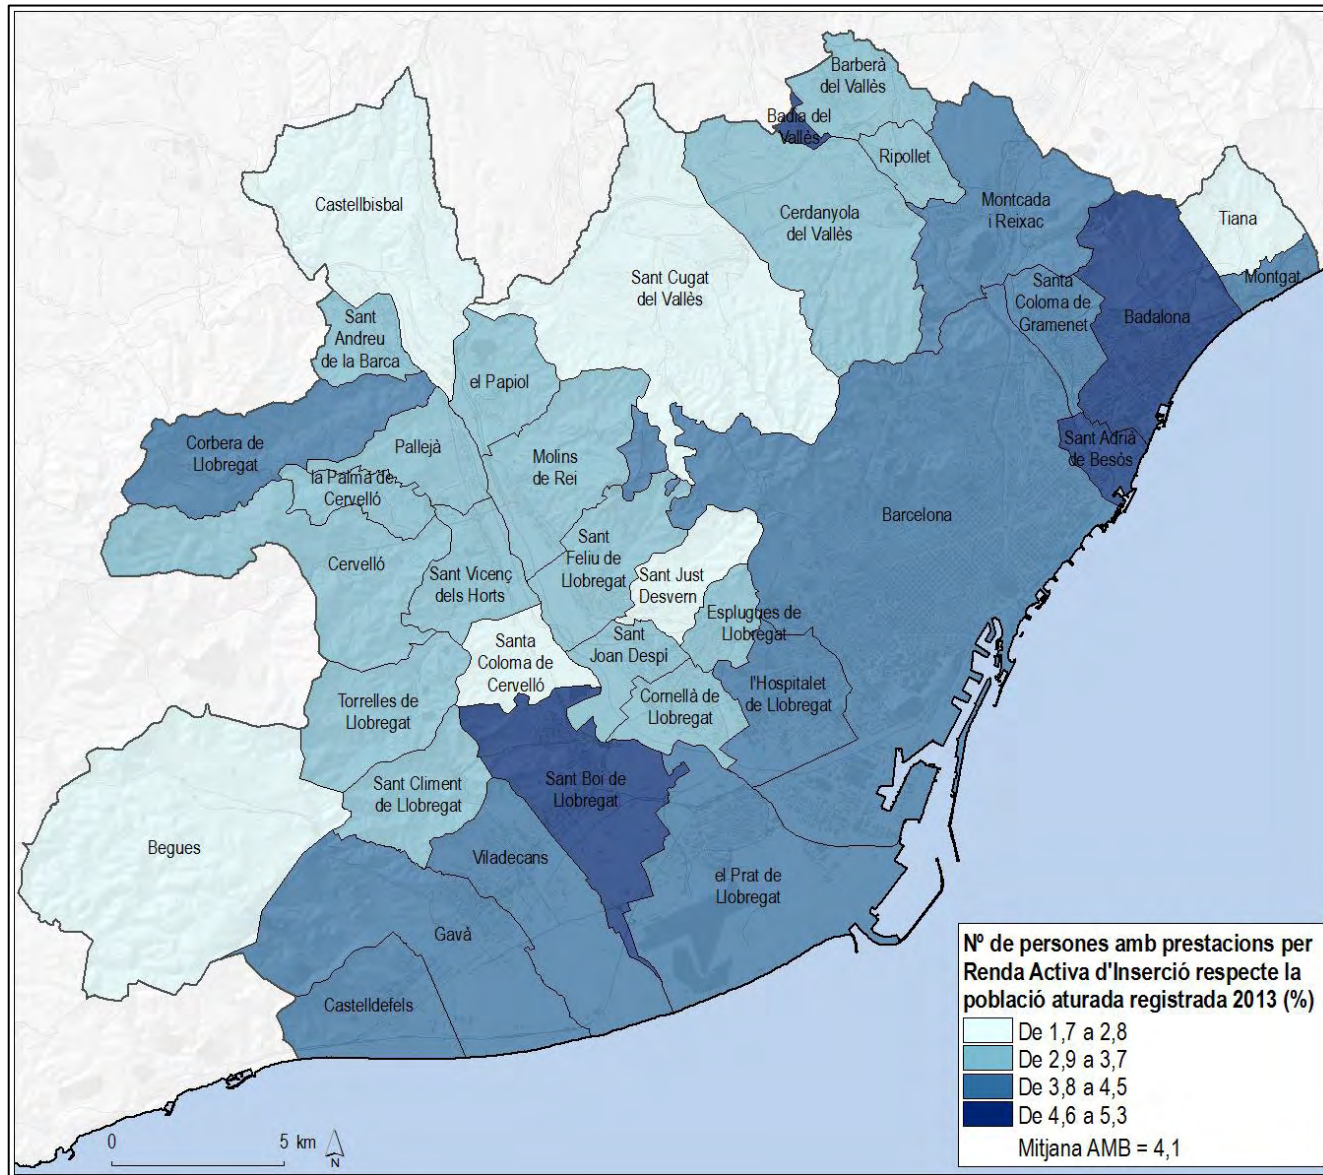 Barberà
del Vallès
Badia del
Vallès
Ripollet
Castellbisbal
Cerdanyola
del Vallès
Montcada
i Reixac
Tiana
Montgat
Sant Cugat
del Vallès
Santa
Coloma de
Gramenet
Badalona
Sant
Andreu
de la Barca
el Papiol
Corbera de
Llobregat
Pallejà
Molins
de Rei
Sant Adrià
de Besòs
la Palma de
Cervelló
Barcelona
Cervelló
Sant Vicenç
dels Horts
Sant
Feliu de
Llobregat
Sant Just
Desvern
Esplugues de
Llobregat
Santa
Coloma de
Cervelló
Sant
Joan Despí
Torrelles de
Llobregat
Cornellà de
Llobregat
l'Hospitalet
de Llobregat
Sant Climent
de Llobregat
Sant Boi de
Llobregat
Begues
Viladecans
el Prat de
Llobregat
Gavà
Castelldefels
Nº de persones amb prestacions per
Renda Activa d'Inserció respecte la
població aturada registrada 2013 (%)
De 1,7 a 2,8
De 2,9 a 3,7
De 3,8 a 4,5
De 4,6 a 5,3
Mitjana AMB = 4,1
0 5 km
N